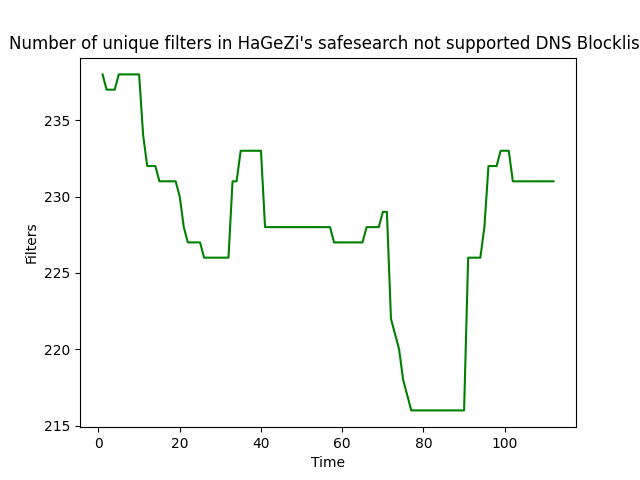 Number of unique filters in HaGeZi's safesearch not supported DNS Blocklis
235
230
225
220
215
Filters
0 20 40 60 80 100
Time